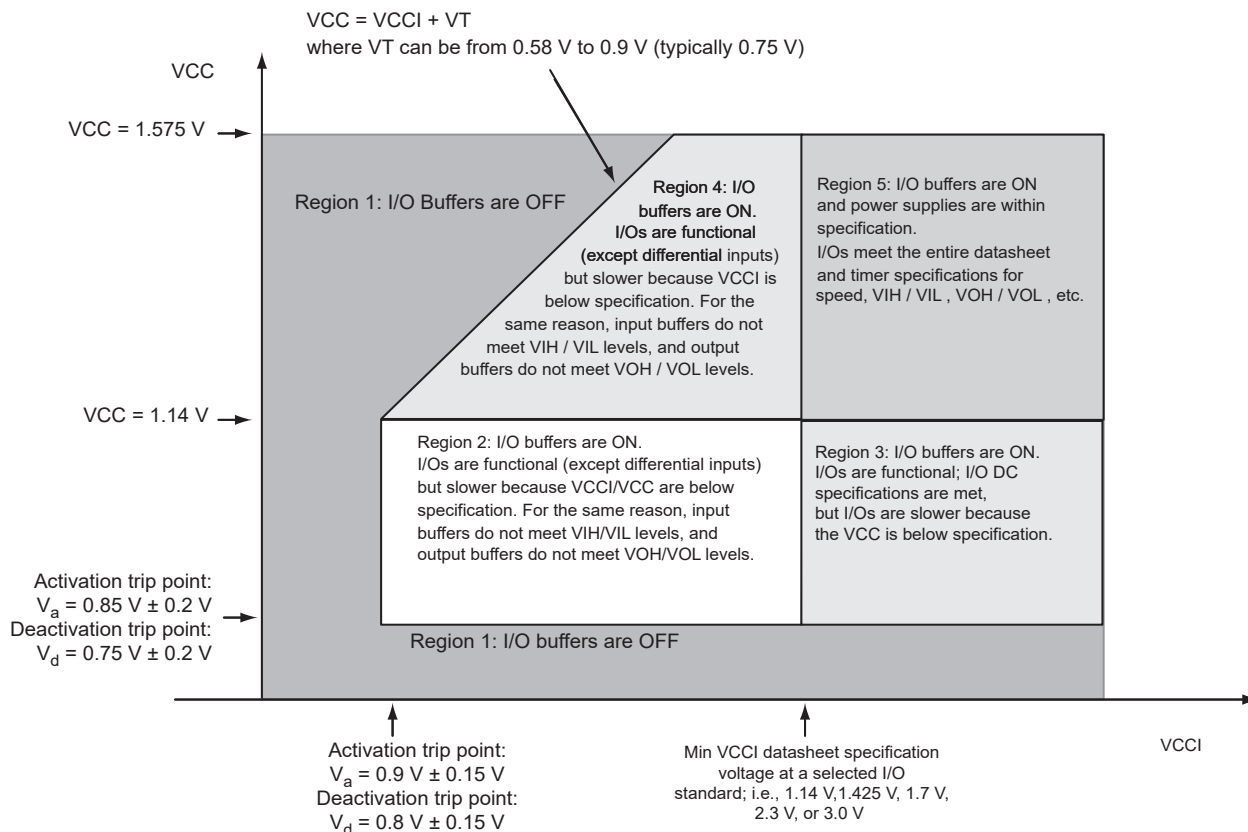 VCC = VCCI + VT
where VT can be from 0.58 V to 0.9 V (typically 0.75 V)
VCC
VCC = 1.575 V
Region 1: I/O Buffers are OFF
Region 4: I/O
buffers are ON.
I/Os are functional
(except differential inputs)
but slower because VCCI is
below specification. For the
same reason, input buffers do not
meet VIH / VIL levels, and output
buffers do not meet VOH / VOL levels.
Region 5: I/O buffers are ON
and power supplies are within
specification.
I/Os meet the entire datasheet
and timer specifications for
speed, VIH / VIL , VOH / VOL , etc.
VCC = 1.14 V
Region 2: I/O buffers are ON.
I/Os are functional (except differential inputs)
but slower because VCCI/VCC are below
specification. For the same reason, input
buffers do not meet VIH/VIL levels, and
output buffers do not meet VOH/VOL levels.
Region 3: I/O buffers are ON.
I/Os are functional; I/O DC
specifications are met,
but I/Os are slower because
the VCC is below specification.
Activation trip point:
Va = 0.85 V ± 0.2 V
Deactivation trip point:
Vd = 0.75 V ± 0.2 V
Region 1: I/O buffers are OFF
Activation trip point:
Va = 0.9 V ± 0.15 V
Deactivation trip point:
Vd = 0.8 V ± 0.15 V
Min VCCI datasheet specification
voltage at a selected I/O
standard; i.e., 1.14 V,1.425 V, 1.7 V,
2.3 V, or 3.0 V
VCCI